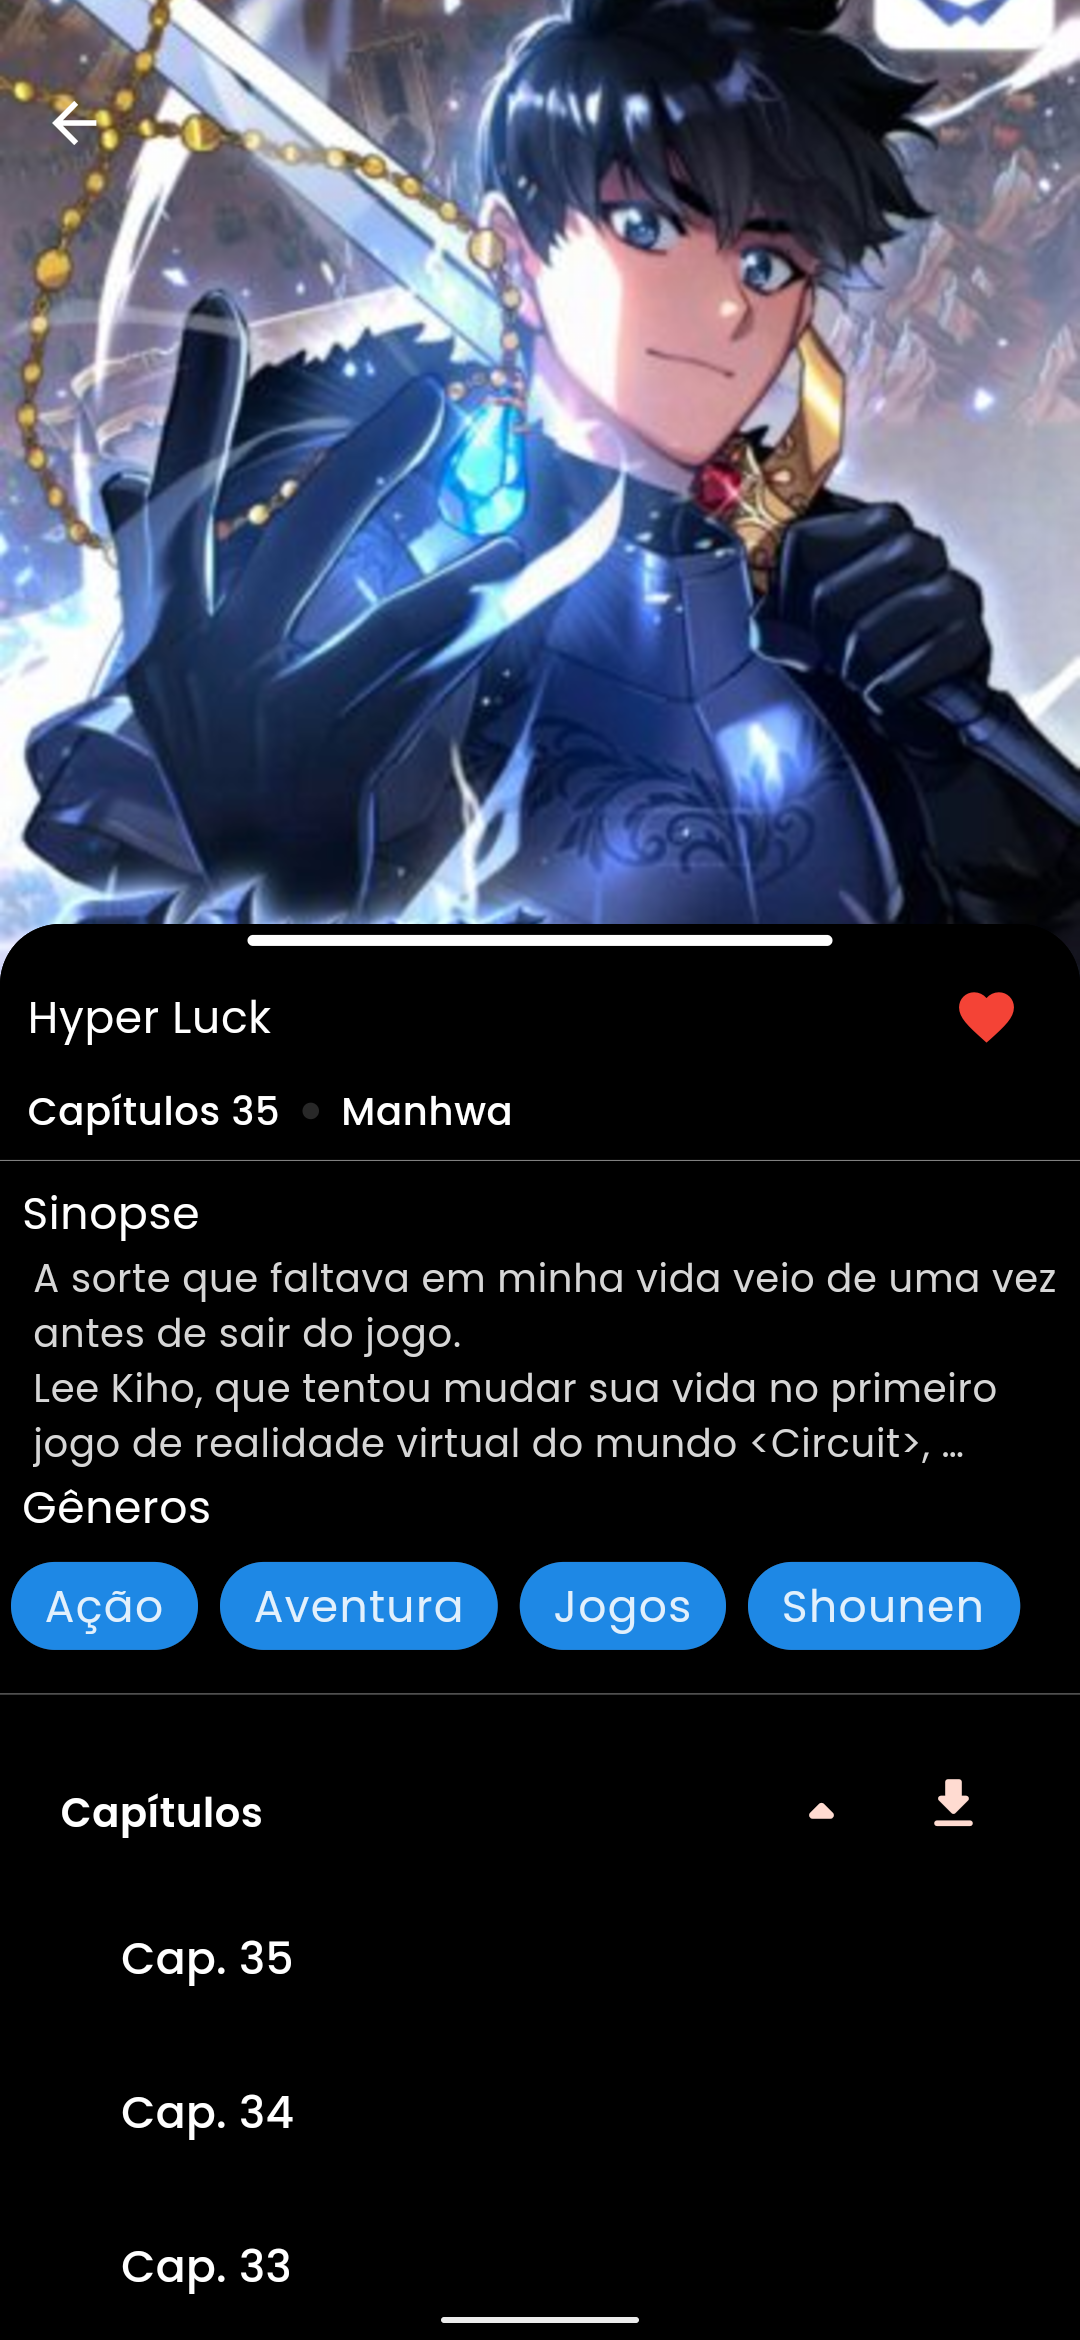 Hyper Luck
Capítulos 35 • Manhwa
Sinopse
A sorte que faltava em minha vida veio de uma vez
antes de sair do jogo.
Lee Kiho, que tentou mudar sua vida no primeiro
jogo de realidade virtual do mundo <Circuit>, ...
Gêneros
Ação
Aventura
Jogos
Shounen
Capítulos
Cap. 35
Cap. 34
Cap. 33